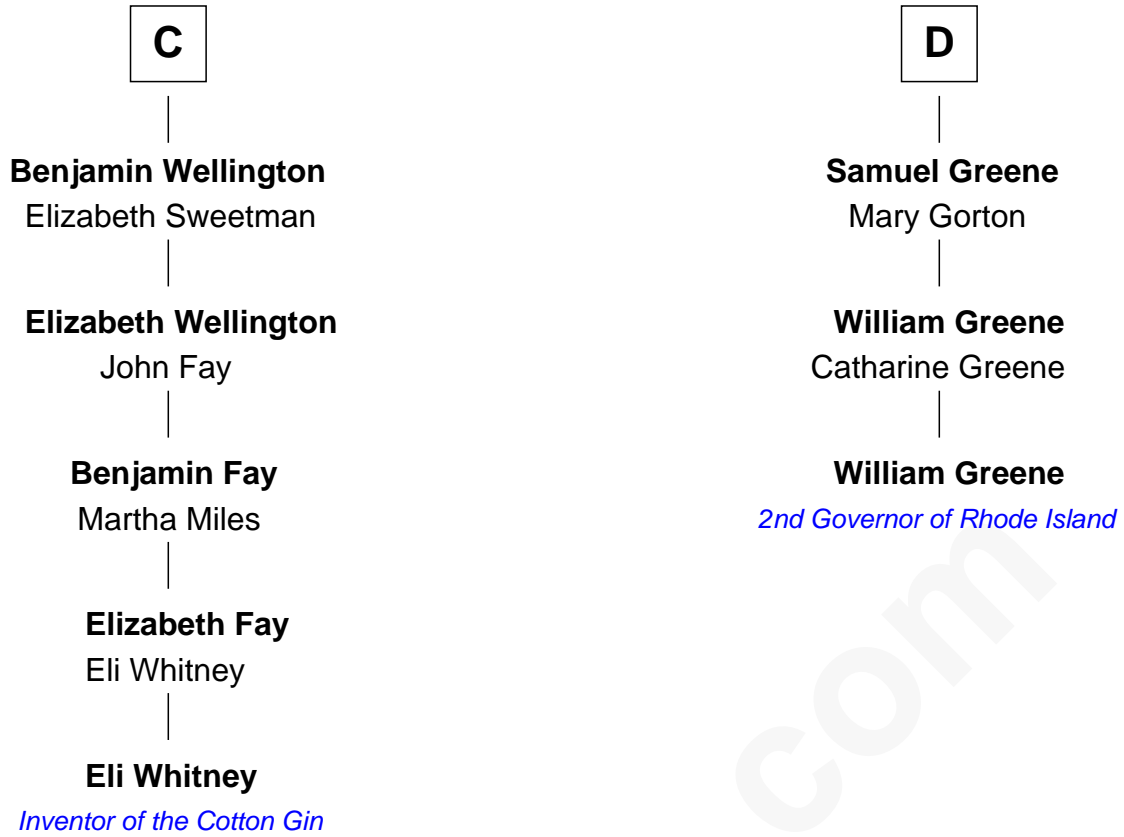 C
Benjamin Wellington
Elizabeth Sweetman
Elizabeth Wellington
John Fay
Benjamin Fay
Martha Miles
Elizabeth Fay
Eli Whitney
Eli Whitney
Inventor of the Cotton Gin
D
Samuel Greene
Mary Gorton
William Greene
Catharine Greene
William Greene
2nd Governor of Rhode Island
com